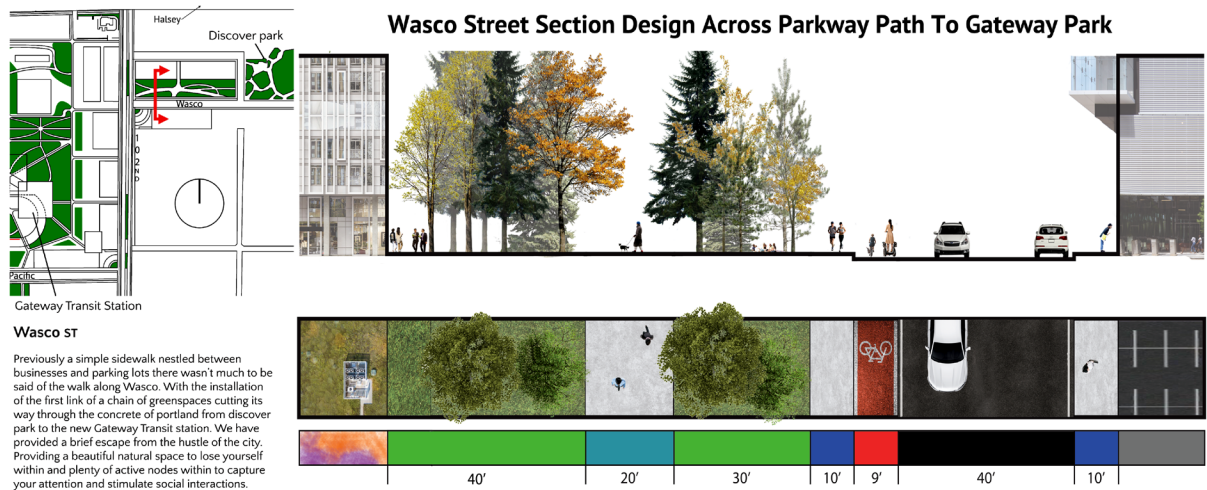 Wasco Street Section Design Across Parkway Path To Gateway Park
Halsey
Discover park
Wasco
102ND
Pacific
Gateway Transit Station
Wasco ST
Previously a simple sidewalk nestled between
businesses and parking lots there wasn't much to be
said of the walk along Wasco. With the installation
of the first link of a chain of greenspaces cutting its
way through the concrete of portland from discover
park to the new Gateway Transit station. We have
provided a brief escape from the hustle of the city.
Providing a beautiful natural space to lose yourself
within and plenty of active nodes within to capture
your attention and stimulate social interactions.
40' 20' 30' 10' 9' 40' 10'